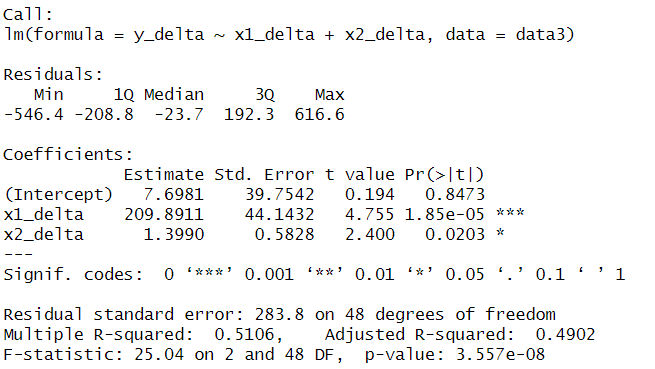 Call:
lm(formula = y_delta ~ x1_delta + x2_delta, data = data3)
Residuals:
   Min     1Q Median     3Q    Max
-546.4 -208.8  -23.7  192.3  616.6
Coefficients:
            Estimate Std. Error t value Pr(>|t|)
(Intercept)   7.6981    39.7542   0.194   0.8473
x1_delta    209.8911    44.1432   4.755 1.85e-05 ***
x2_delta      1.3990     0.5828   2.400   0.0203 *
---
Signif. codes:  0 ‘***’ 0.001 ‘**’ 0.01 ‘*’ 0.05 ‘.’ 0.1 ‘ ’ 1
Residual standard error: 283.8 on 48 degrees of freedom
Multiple R-squared:  0.5106,    Adjusted R-squared:  0.4902
F-statistic: 25.04 on 2 and 48 DF,  p-value: 3.557e-08